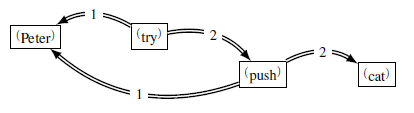 1
(Peter)
(try)
2
(push)
2
(cat)
1